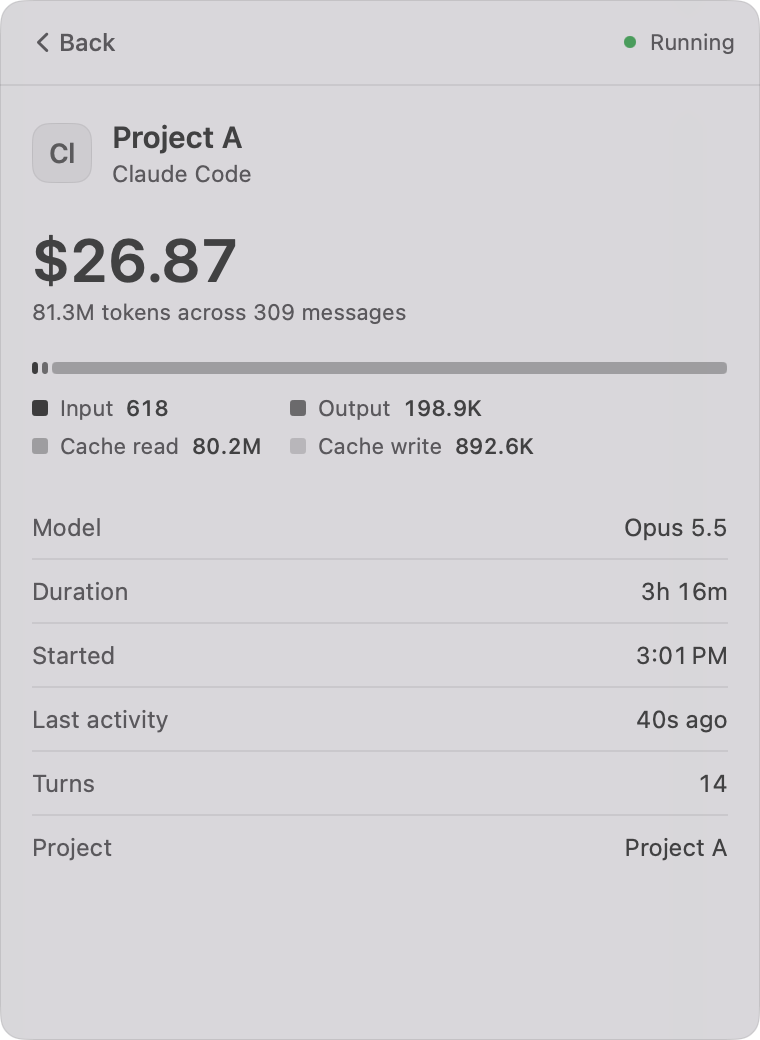 Back
Running
Cl
Project A
Claude Code
$26.87
81.3M tokens across 309 messages
Input 618
Output 198.9K
Cache read 80.2M
Cache write 892.6K
Model Opus 5.5
Duration 3h 16m
Started 3:01 PM
Last activity 40s ago
Turns 14
Project Project A